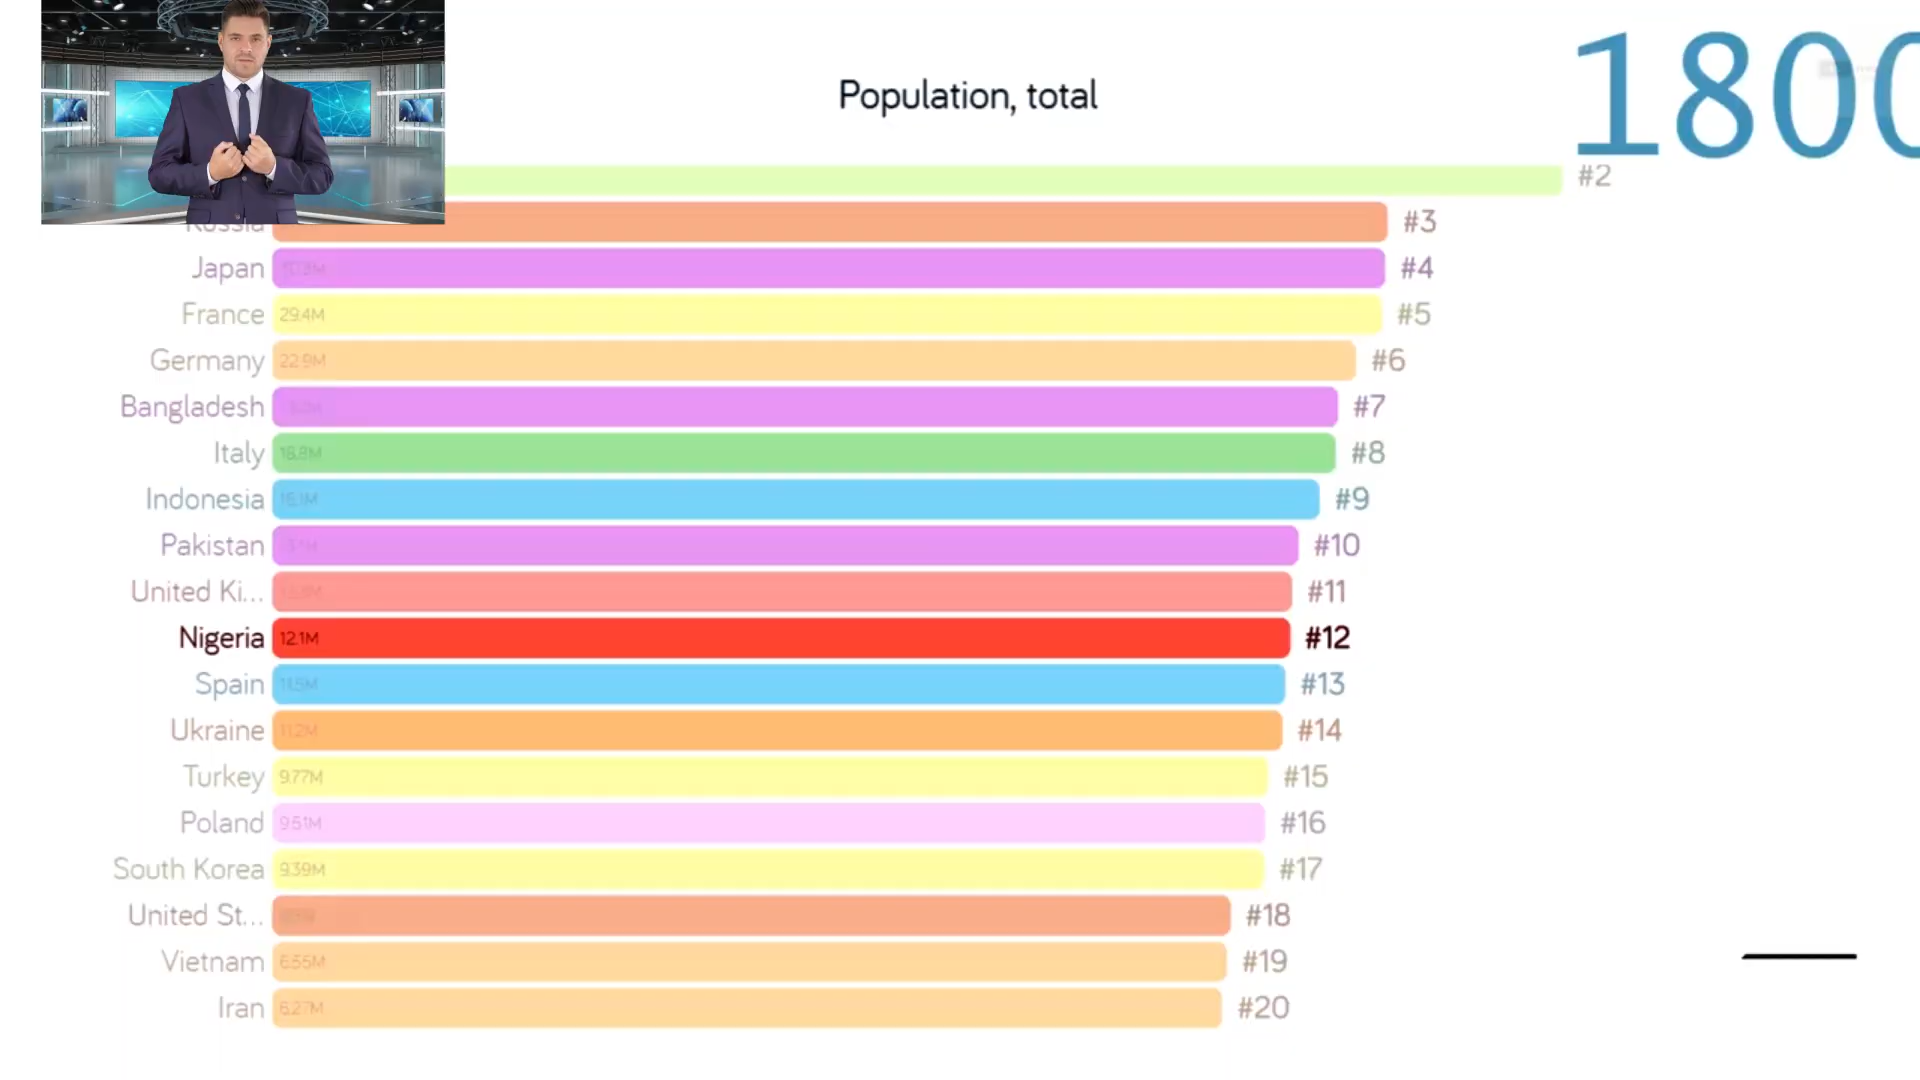 1800
Population, total
#2
Russia #3
Japan #4
France 29.4M #5
Germany 22.9M #6
Bangladesh #7
Italy 18.8M #8
Indonesia 16.1M #9
Pakistan #10
United Ki... #11
Nigeria 12.1M #12
Spain 11.5M #13
Ukraine 11.2M #14
Turkey 9.77M #15
Poland 9.51M #16
South Korea 9.39M #17
United St... #18
Vietnam 6.55M #19
Iran 6.27M #20